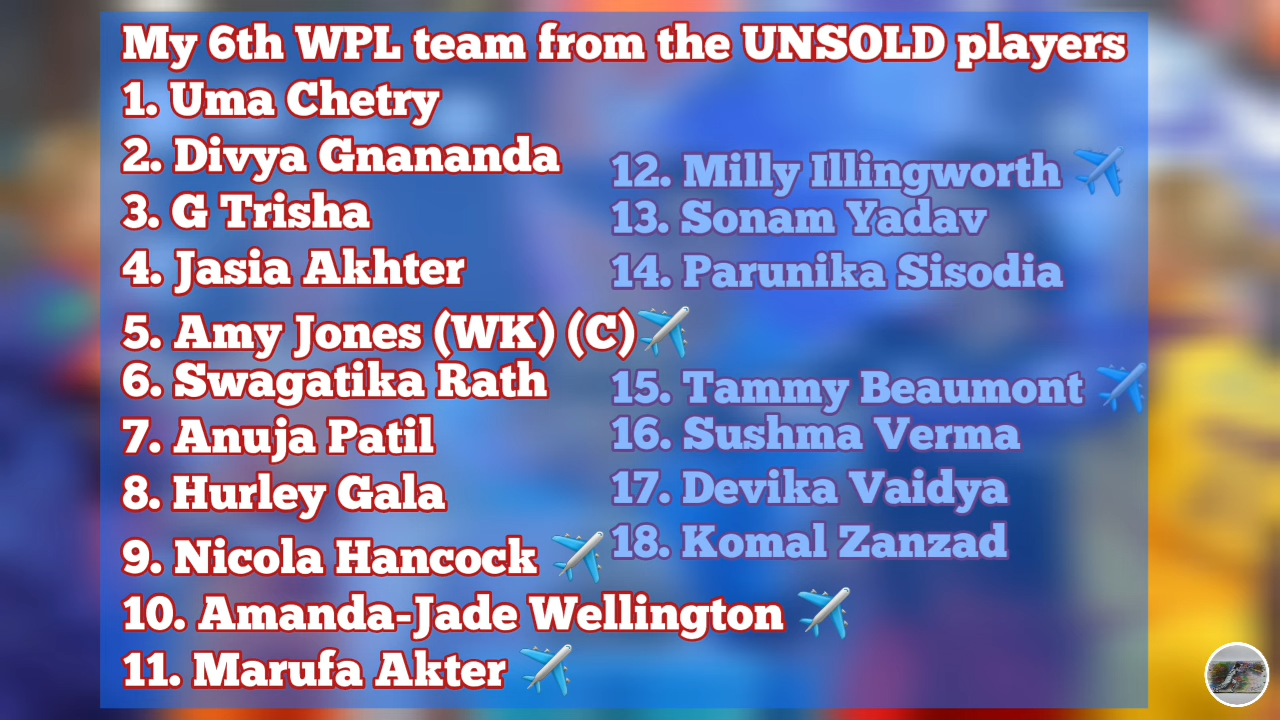 My 6th WPL team from the UNSOLD players
1. Uma Chetry
2. Divya Gnananda
3. G Trisha
4. Jasia Akhter
5. Amy Jones (WK) (C)✈️
6. Swagatika Rath
7. Anuja Patil
8. Hurley Gala
9. Nicola Hancock ✈️
10. Amanda-Jade Wellington ✈️
11. Marufa Akter ✈️
12. Milly Illingworth ✈️
13. Sonam Yadav
14. Parunika Sisodia
15. Tammy Beaumont ✈️
16. Sushma Verma
17. Devika Vaidya
18. Komal Zanzad